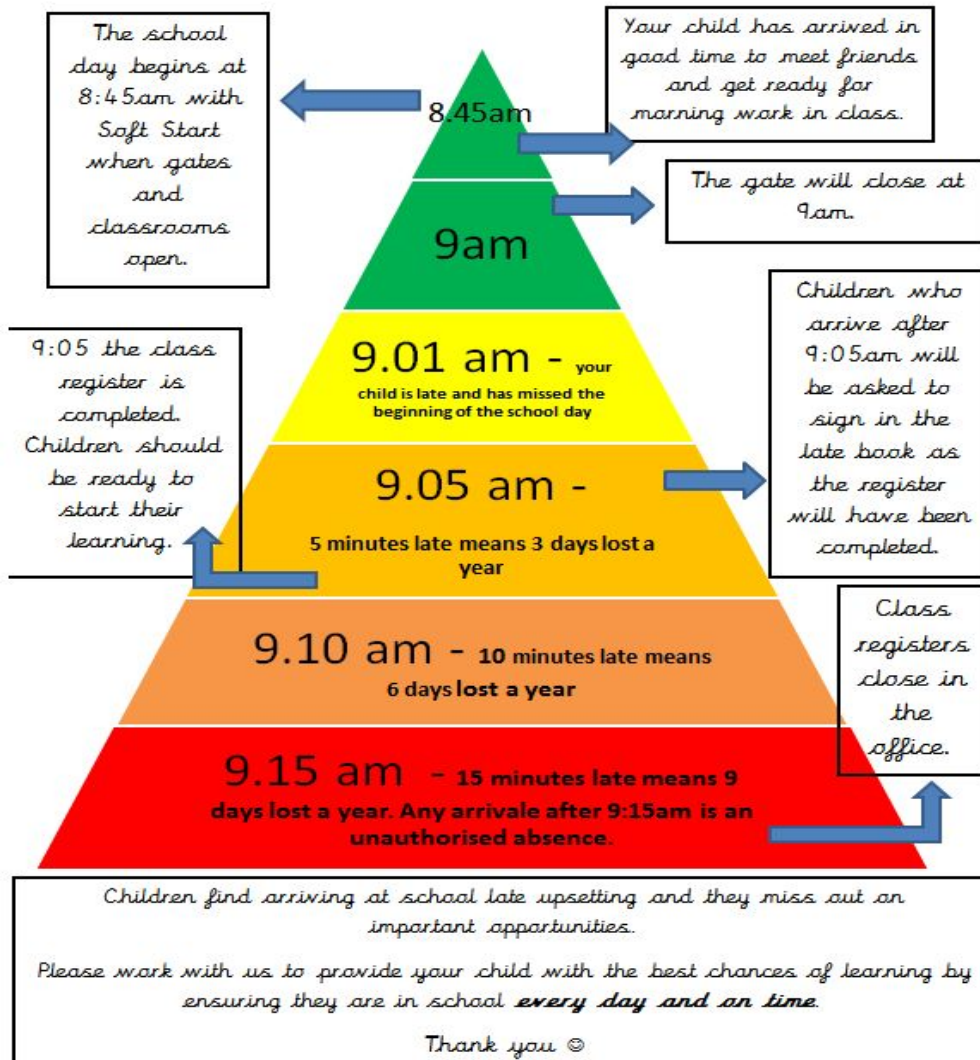 The school
day begins at
8:45am with
Soft Start
when gates
and
classrooms
open.
8.45am
Your child has arrived in
good time to meet friends
and get ready for
morning work in class.
The gate will close at
9am.
9am
9.01 am - your
child is late and has missed the
beginning of the school day
9:05 the class
register is
completed.
Children should
be ready to
start their
learning.
9.05 am -
5 minutes late means 3 days lost a
year
Children who
arrive after
9:05am will
be asked to
sign in the
late book as
the register
will have been
completed.
9.10 am - 10 minutes late means
6 days lost a year
Class
registers
close in
the
office.
9.15 am - 15 minutes late means 9
days lost a year. Any arrivale after 9:15am is an
unauthorised absence.
Children find arriving at school late upsetting and they miss out on
important opportunities.
Please work with us to provide your child with the best chances of learning by
ensuring they are in school every day and on time.
Thank you ☺